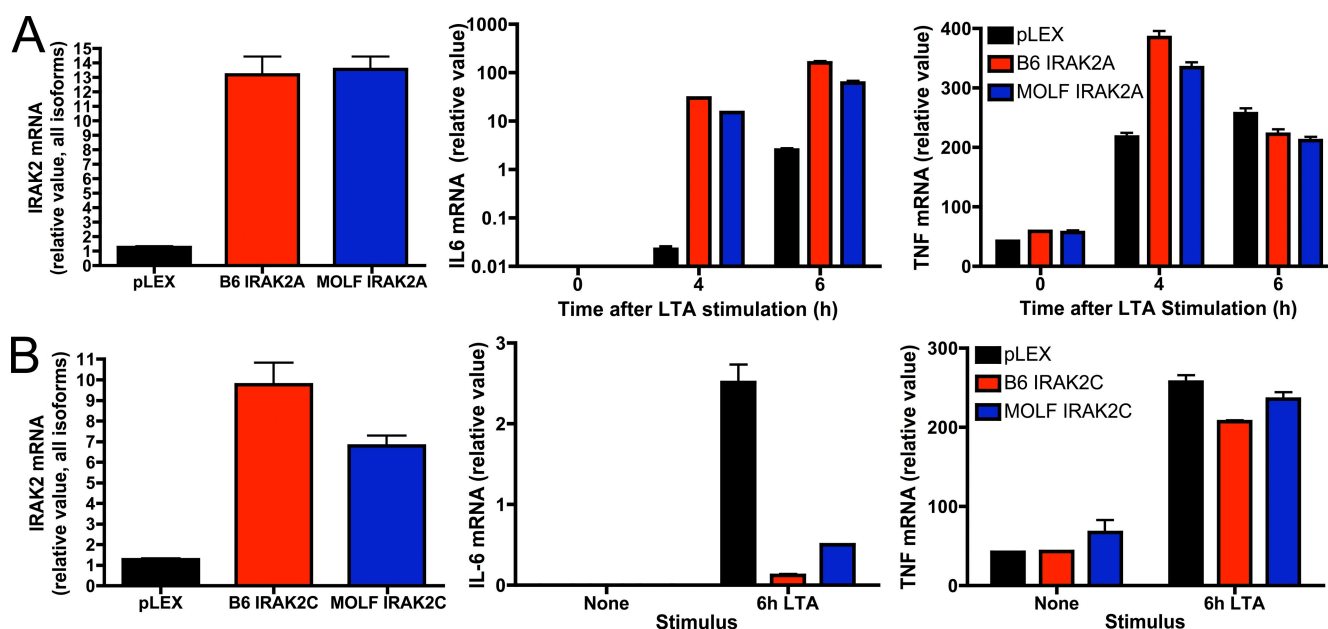 A
IRAK2 mRNA
(relative value, all isoforms)
15
14
13
12
11
10
9
8
7
6
5
4
3
2
1
0
pLEX
B6 IRAK2A
MOLF IRAK2A
IL6 mRNA (relative value)
1000
100
10
1
0.1
0.01
0
4
6
Time after LTA stimulation (h)
TNF mRNA (relative value)
400
300
200
100
0
pLEX
B6 IRAK2A
MOLF IRAK2A
0
4
6
Time after LTA Stimulation (h)
B
IRAK2 mRNA
(relative value, all isoforms)
11
10
9
8
7
6
5
4
3
2
1
0
pLEX
B6 IRAK2C
MOLF IRAK2C
IL-6 mRNA (relative value)
3
2
1
0
None
6h LTA
Stimulus
TNF mRNA (relative value)
300
200
100
0
pLEX
B6 IRAK2C
MOLF IRAK2C
None
6h LTA
Stimulus